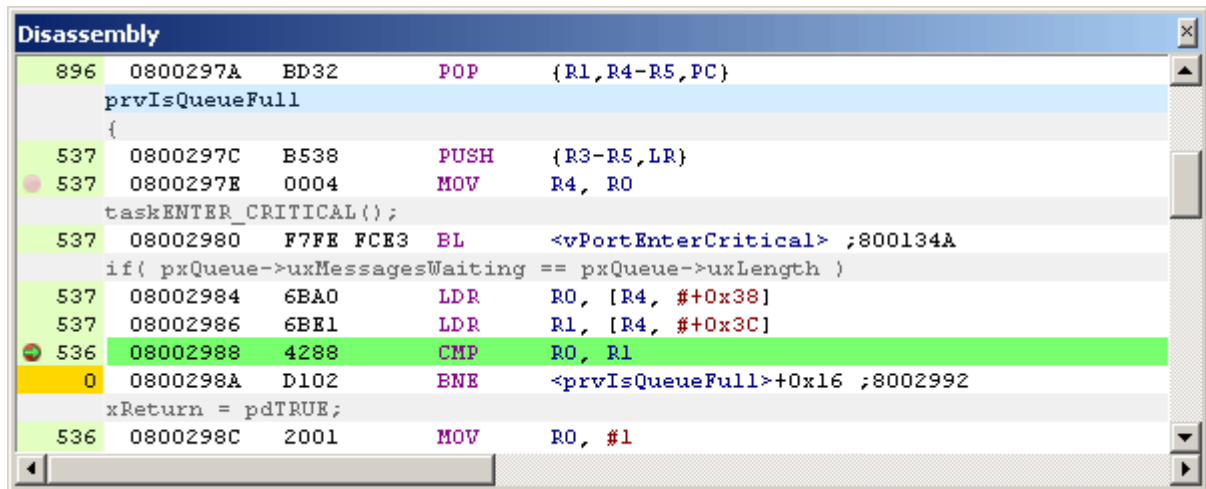 Disassembly
896 0800297A BD32 POP {R1,R4-R5,PC}
prvIsQueueFull
{
537 0800297C B538 PUSH {R3-R5,LR}
537 0800297E 0004 MOV R4, R0
taskENTER_CRITICAL();
537 08002980 F7FE FCE3 BL <vPortEnterCritical> ;800134A
if( pxQueue->uxMessagesWaiting == pxQueue->uxLength )
537 08002984 6BA0 LDR R0, [R4, #+0x38]
537 08002986 6BE1 LDR R1, [R4, #+0x3C]
536 08002988 4288 CMP R0, R1
0 0800298A D102 BNE <prvIsQueueFull>+0x16 ;8002992
xReturn = pdTRUE;
536 0800298C 2001 MOV R0, #1